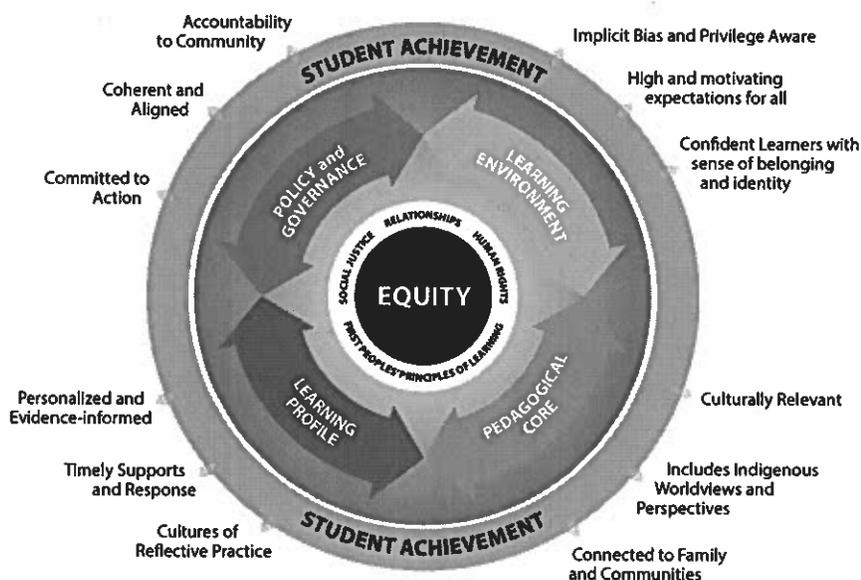 Accountability
to Community
Coherent and
Aligned
Committed to
Action
Implicit Bias and Privilege Aware
High and motivating
expectations for all
Confident Learners with
sense of belonging
and identity
STUDENT ACHIEVEMENT
POLICY and
GOVERNANCE
LEARNING
ENVIRONMENT
RELATIONSHIPS
SOCIAL JUSTICE
HUMAN RIGHTS
EQUITY
FIRST PEOPLES' PRINCIPLES OF LEARNING
LEARNING
PROFILE
PEDAGOGICAL
CORE
STUDENT ACHIEVEMENT
Personalized and
Evidence-informed
Timely Supports
and Response
Cultures of
Reflective Practice
Culturally Relevant
Includes Indigenous
Worldviews and
Perspectives
Connected to Family
and Communities